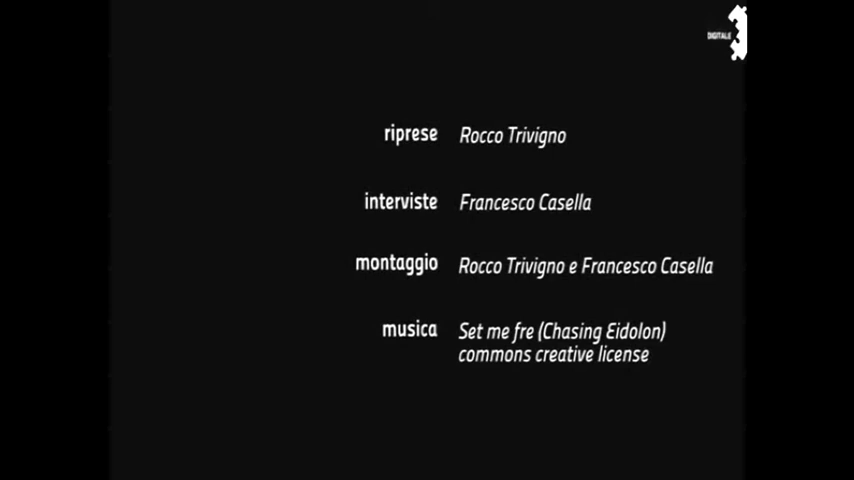 DIGITALE
riprese Rocco Trivigno
interviste Francesco Casella
montaggio Rocco Trivigno e Francesco Casella
musica Set me fre (Chasing Eidolon)
commons creative license